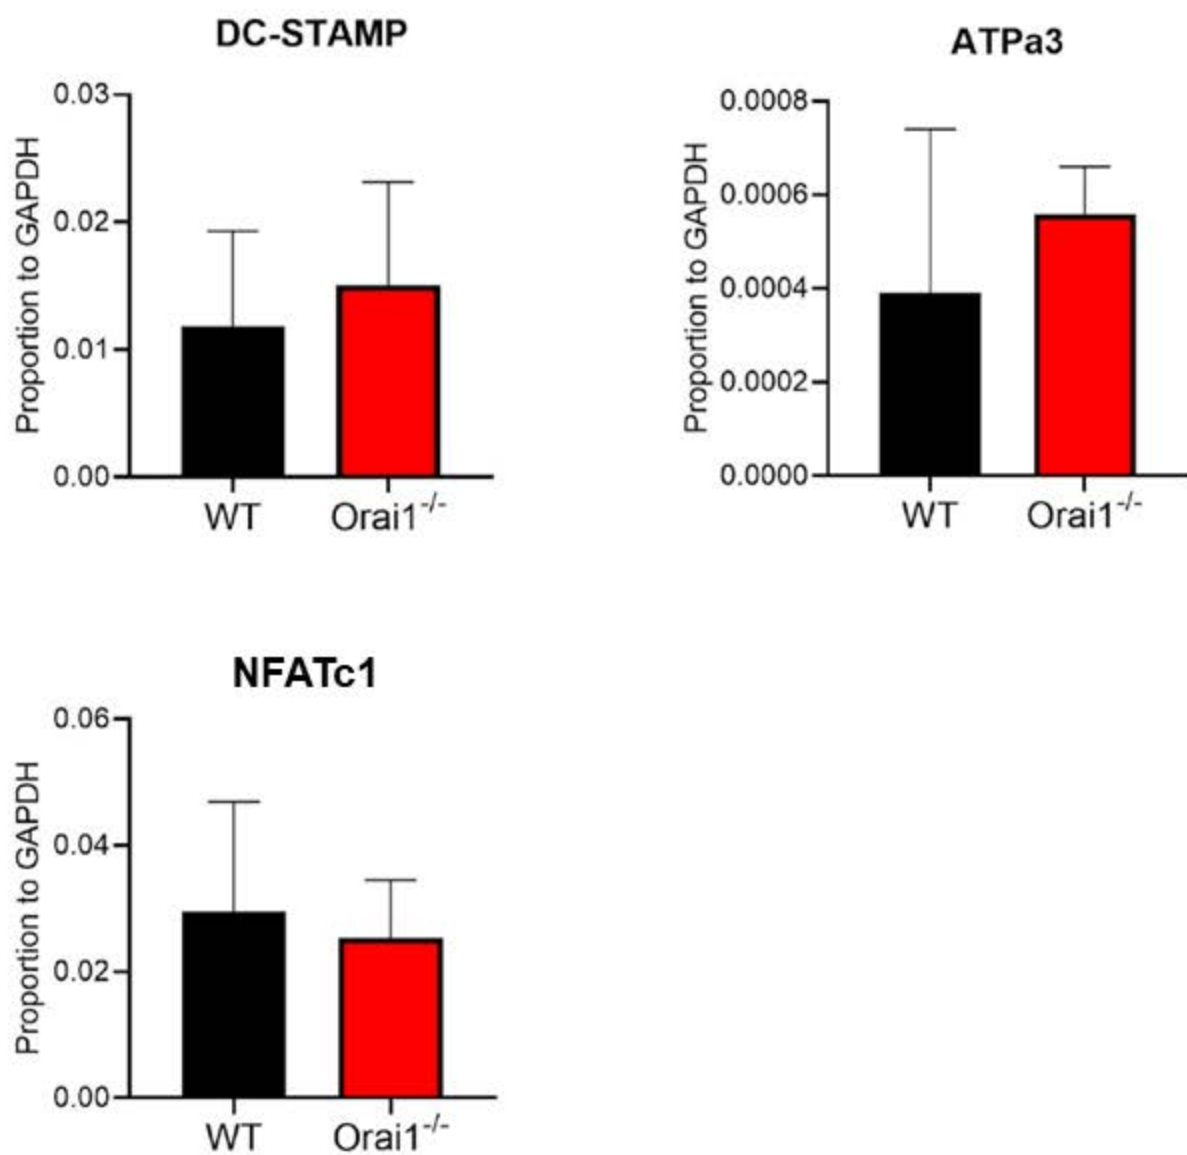 DC-STAMP
Proportion to GAPDH
0.03
0.02
0.01
0.00
WT Orai1⁻/⁻
ATPa3
Proportion to GAPDH
0.0008
0.0006
0.0004
0.0002
0.0000
WT Orai1⁻/⁻
NFATc1
Proportion to GAPDH
0.06
0.04
0.02
0.00
WT Orai1⁻/⁻